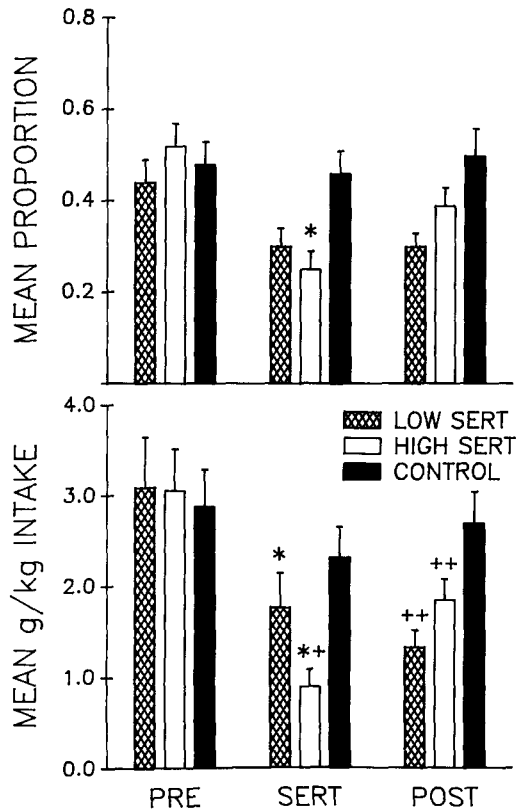 MEAN PROPORTION
0.8
0.6
0.4
0.2
*
MEAN g/kg INTAKE
4.0
3.0
2.0
1.0
0.0
LOW SERT
HIGH SERT
CONTROL
*
*+
++
++
PRE SERT POST